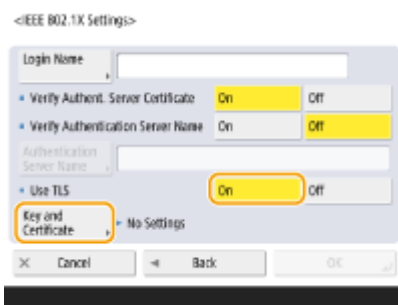 <IEEE 802.1X Settings>
Login Name
Verify Authent. Server Certificate On Off
Verify Authentication Server Name On Off
Authentication
Server Name
Use TLS On Off
Key and
Certificate No Settings
Cancel Back OK